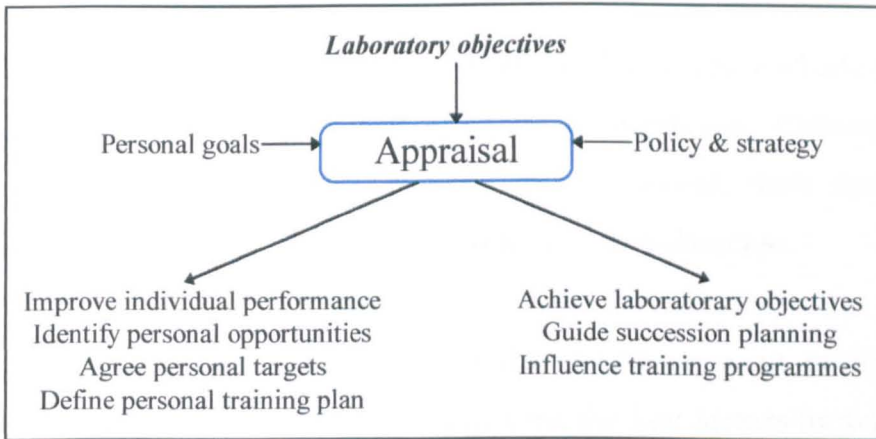 Laboratory objectives
Personal goals
Appraisal
Policy & strategy
Improve individual performance
Identify personal opportunities
Agree personal targets
Define personal training plan
Achieve laboratorary objectives
Guide succession planning
Influence training programmes